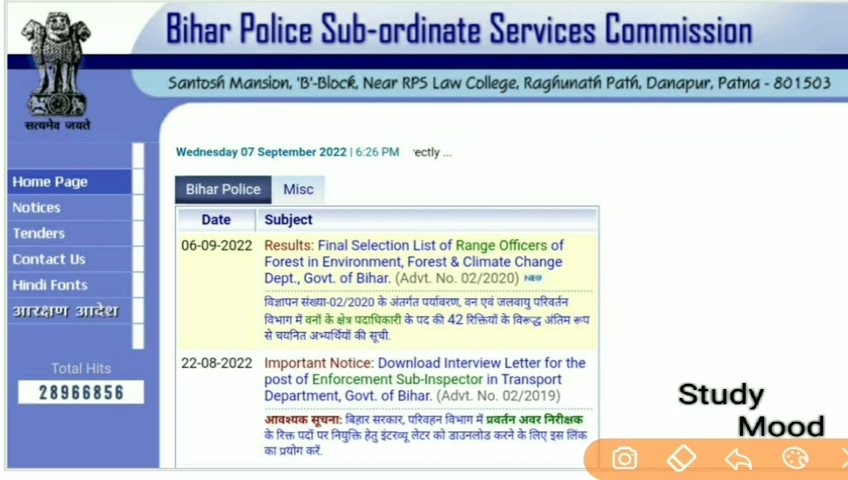 Bihar Police Sub-ordinate Services Commission
Santosh Mansion, 'B'-Block, Near RPS Law College, Raghunath Path, Danapur, Patna - 801503
सत्यमेव जयते
Wednesday 07 September 2022 | 6:26 PM rectly ...
Home Page
Notices
Tenders
Contact Us
Hindi Fonts
आरक्षण आदेश
Total Hits
28966856
Bihar Police Misc
Date Subject
06-09-2022 Results: Final Selection List of Range Officers of
Forest in Environment, Forest & Climate Change
Dept., Govt. of Bihar. (Advt. No. 02/2020) NEW
विज्ञापन संख्या-02/2020 के अंतर्गत पर्यावरण, वन एवं जलवायु परिवर्तन
विभाग में वनों के क्षेत्र पदाधिकारी के पद की 42 रिक्तियों के विरूद्ध अंतिम रूप
से चयनित अभ्यर्थियों की सूची.
22-08-2022 Important Notice: Download Interview Letter for the
post of Enforcement Sub-Inspector in Transport
Department, Govt. of Bihar. (Advt. No. 02/2019)
आवश्यक सूचना: बिहार सरकार, परिवहन विभाग में प्रवर्तन अवर निरीक्षक
के रिक्त पदों पर नियुक्ति हेतु इंटरव्यू लेटर को डाउनलोड करने के लिए इस लिंक
का प्रयोग करें.
Study
Mood